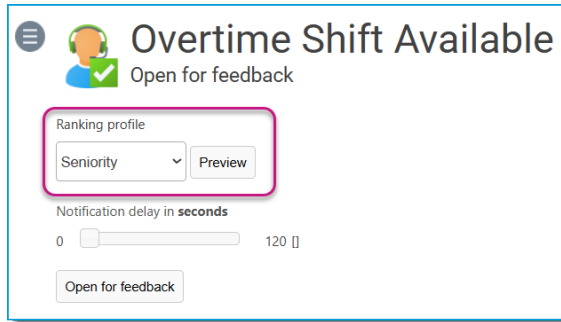 Overtime Shift Available
Open for feedback
Ranking profile
Seniority Preview
Notification delay in seconds
0 120 []
Open for feedback